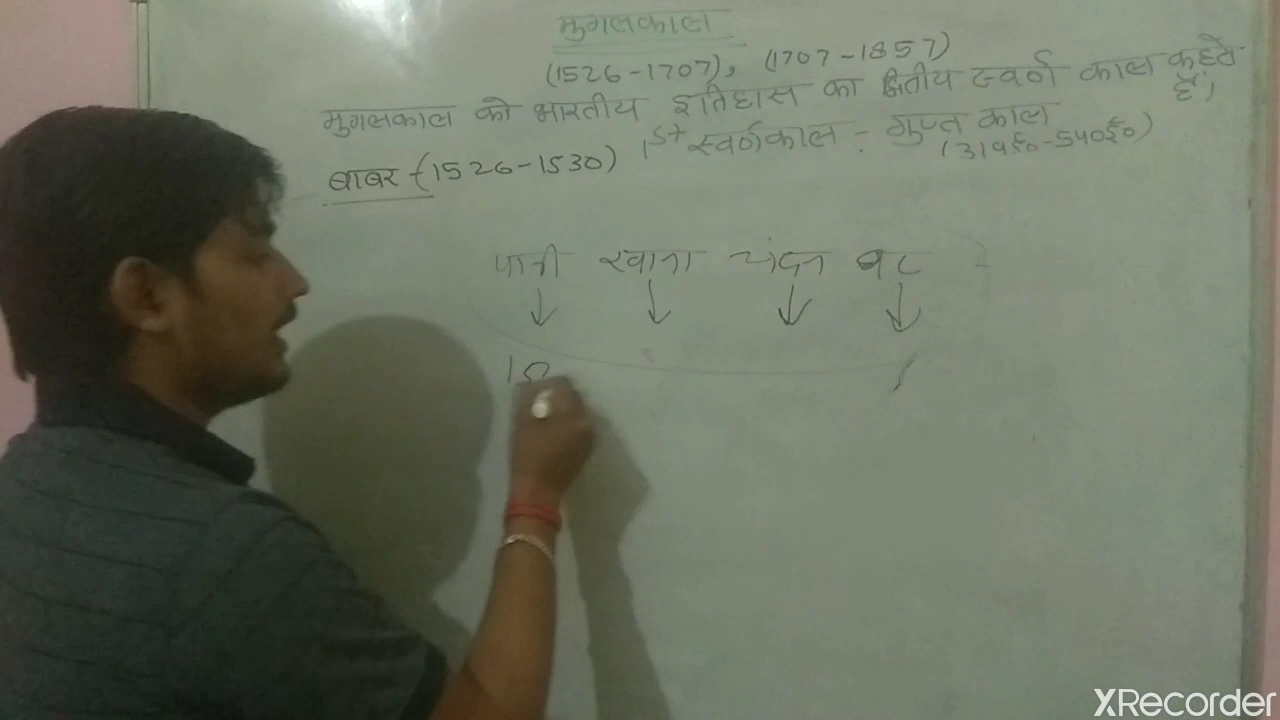 मुगलकाल
(1526-1707), (1707-1857)
मुगलकाल को भारतीय इतिहास का द्वितीय स्वर्ण काल कहते हैं।
1st स्वर्णकाल - गुप्त काल
(319ई०-540ई०)
बाबर -(1526-1530)
पानी खाना चंदन
↓ ↓ ↓ ↓
XRecorder